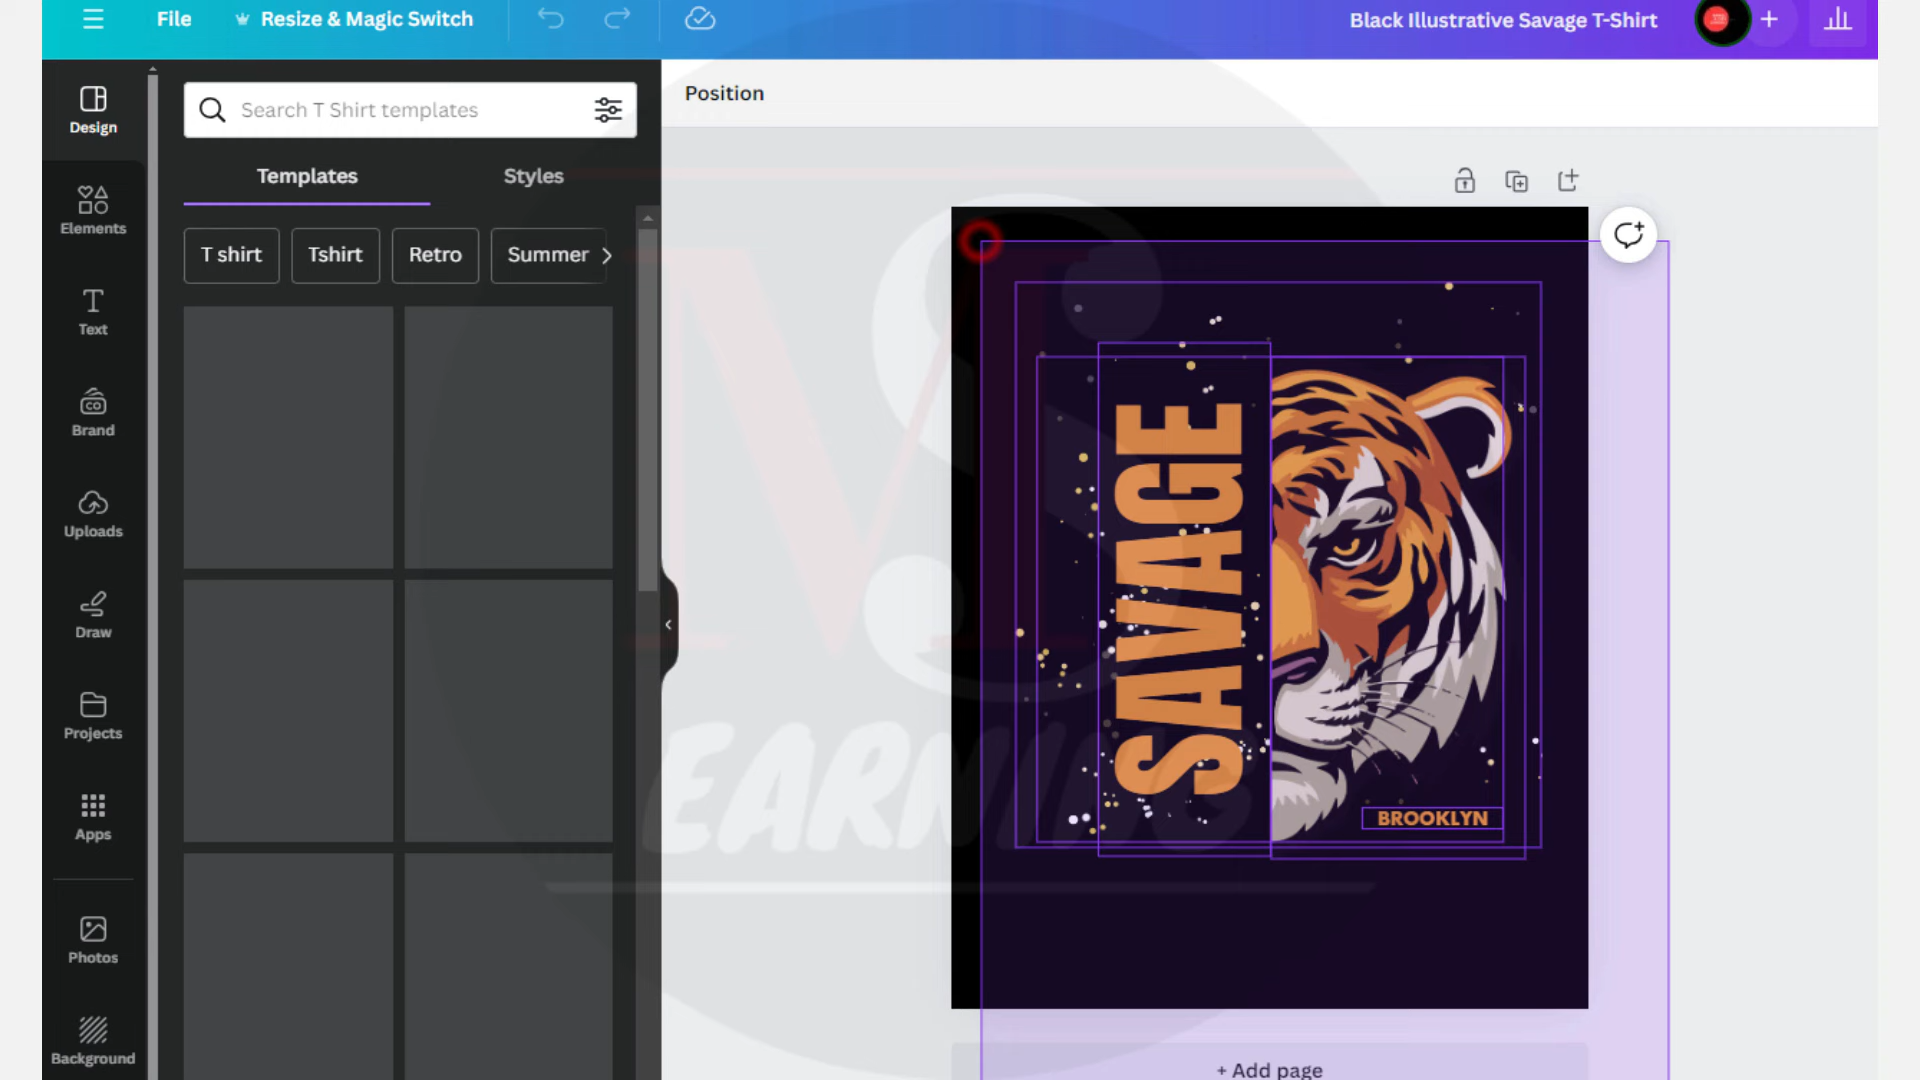 File
Resize & Magic Switch
Black Illustrative Savage T-Shirt
Design
Elements
Text
Brand
Uploads
Draw
Projects
Apps
Photos
Background
Search T Shirt templates
Templates
Styles
T shirt
Tshirt
Retro
Summer
Position
SAVAGE
BROOKLYN
+ Add page
EARNING